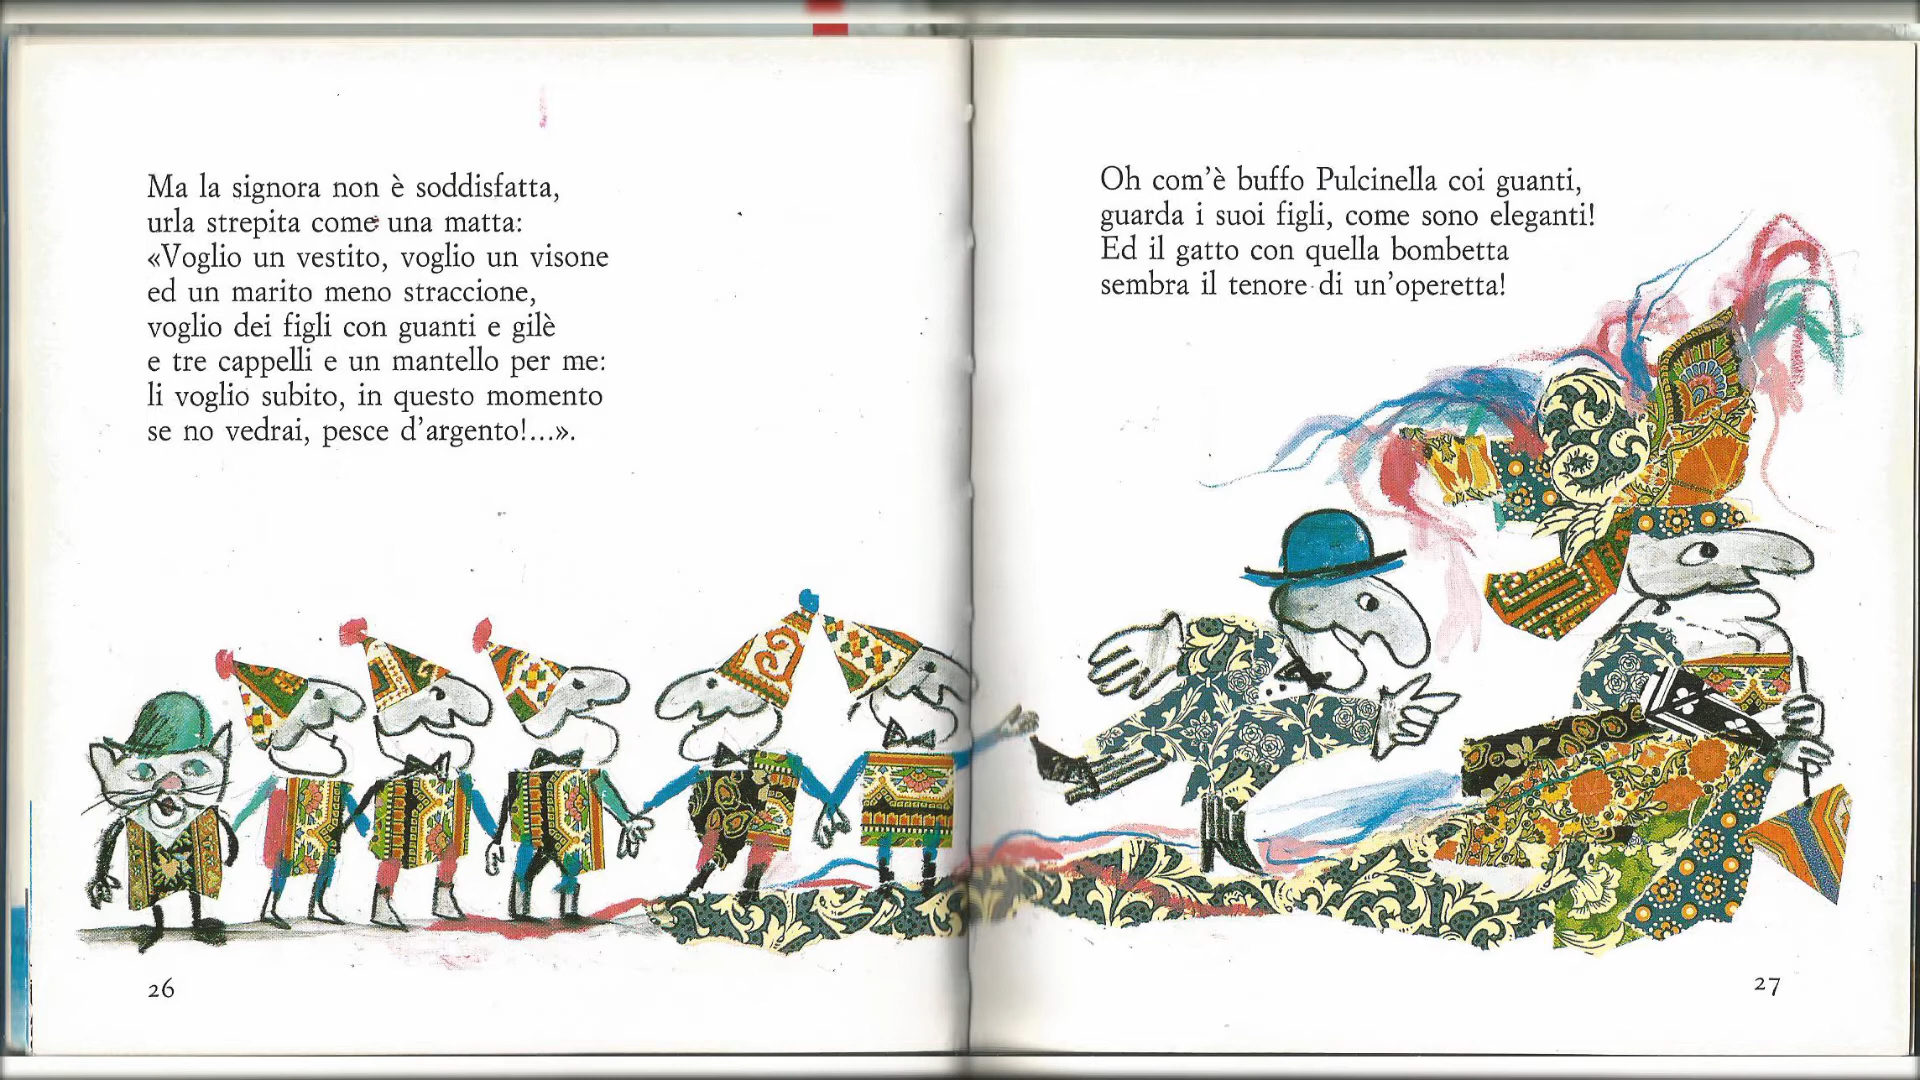 Ma la signora non è soddisfatta,
urla strepita come una matta:
«Voglio un vestito, voglio un visone
ed un marito meno straccione,
voglio dei figli con guanti e gilè
e tre cappelli e un mantello per me:
li voglio subito, in questo momento
se no vedrai, pesce d'argento!...».
26
Oh com'è buffo Pulcinella coi guanti,
guarda i suoi figli, come sono eleganti!
Ed il gatto con quella bombetta
sembra il tenore di un'operetta!
27